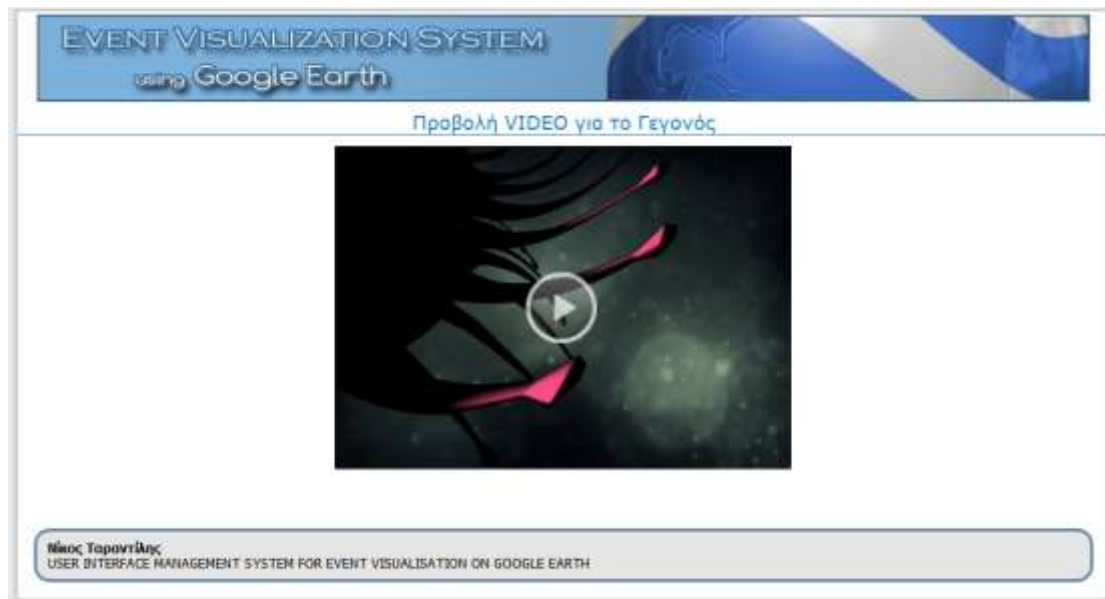 EVENT VISUALIZATION SYSTEM
using Google Earth
Προβολή VIDEO για το Γεγονός
Νίκος Ταραντίλης
USER INTERFACE MANAGEMENT SYSTEM FOR EVENT VISUALISATION ON GOOGLE EARTH